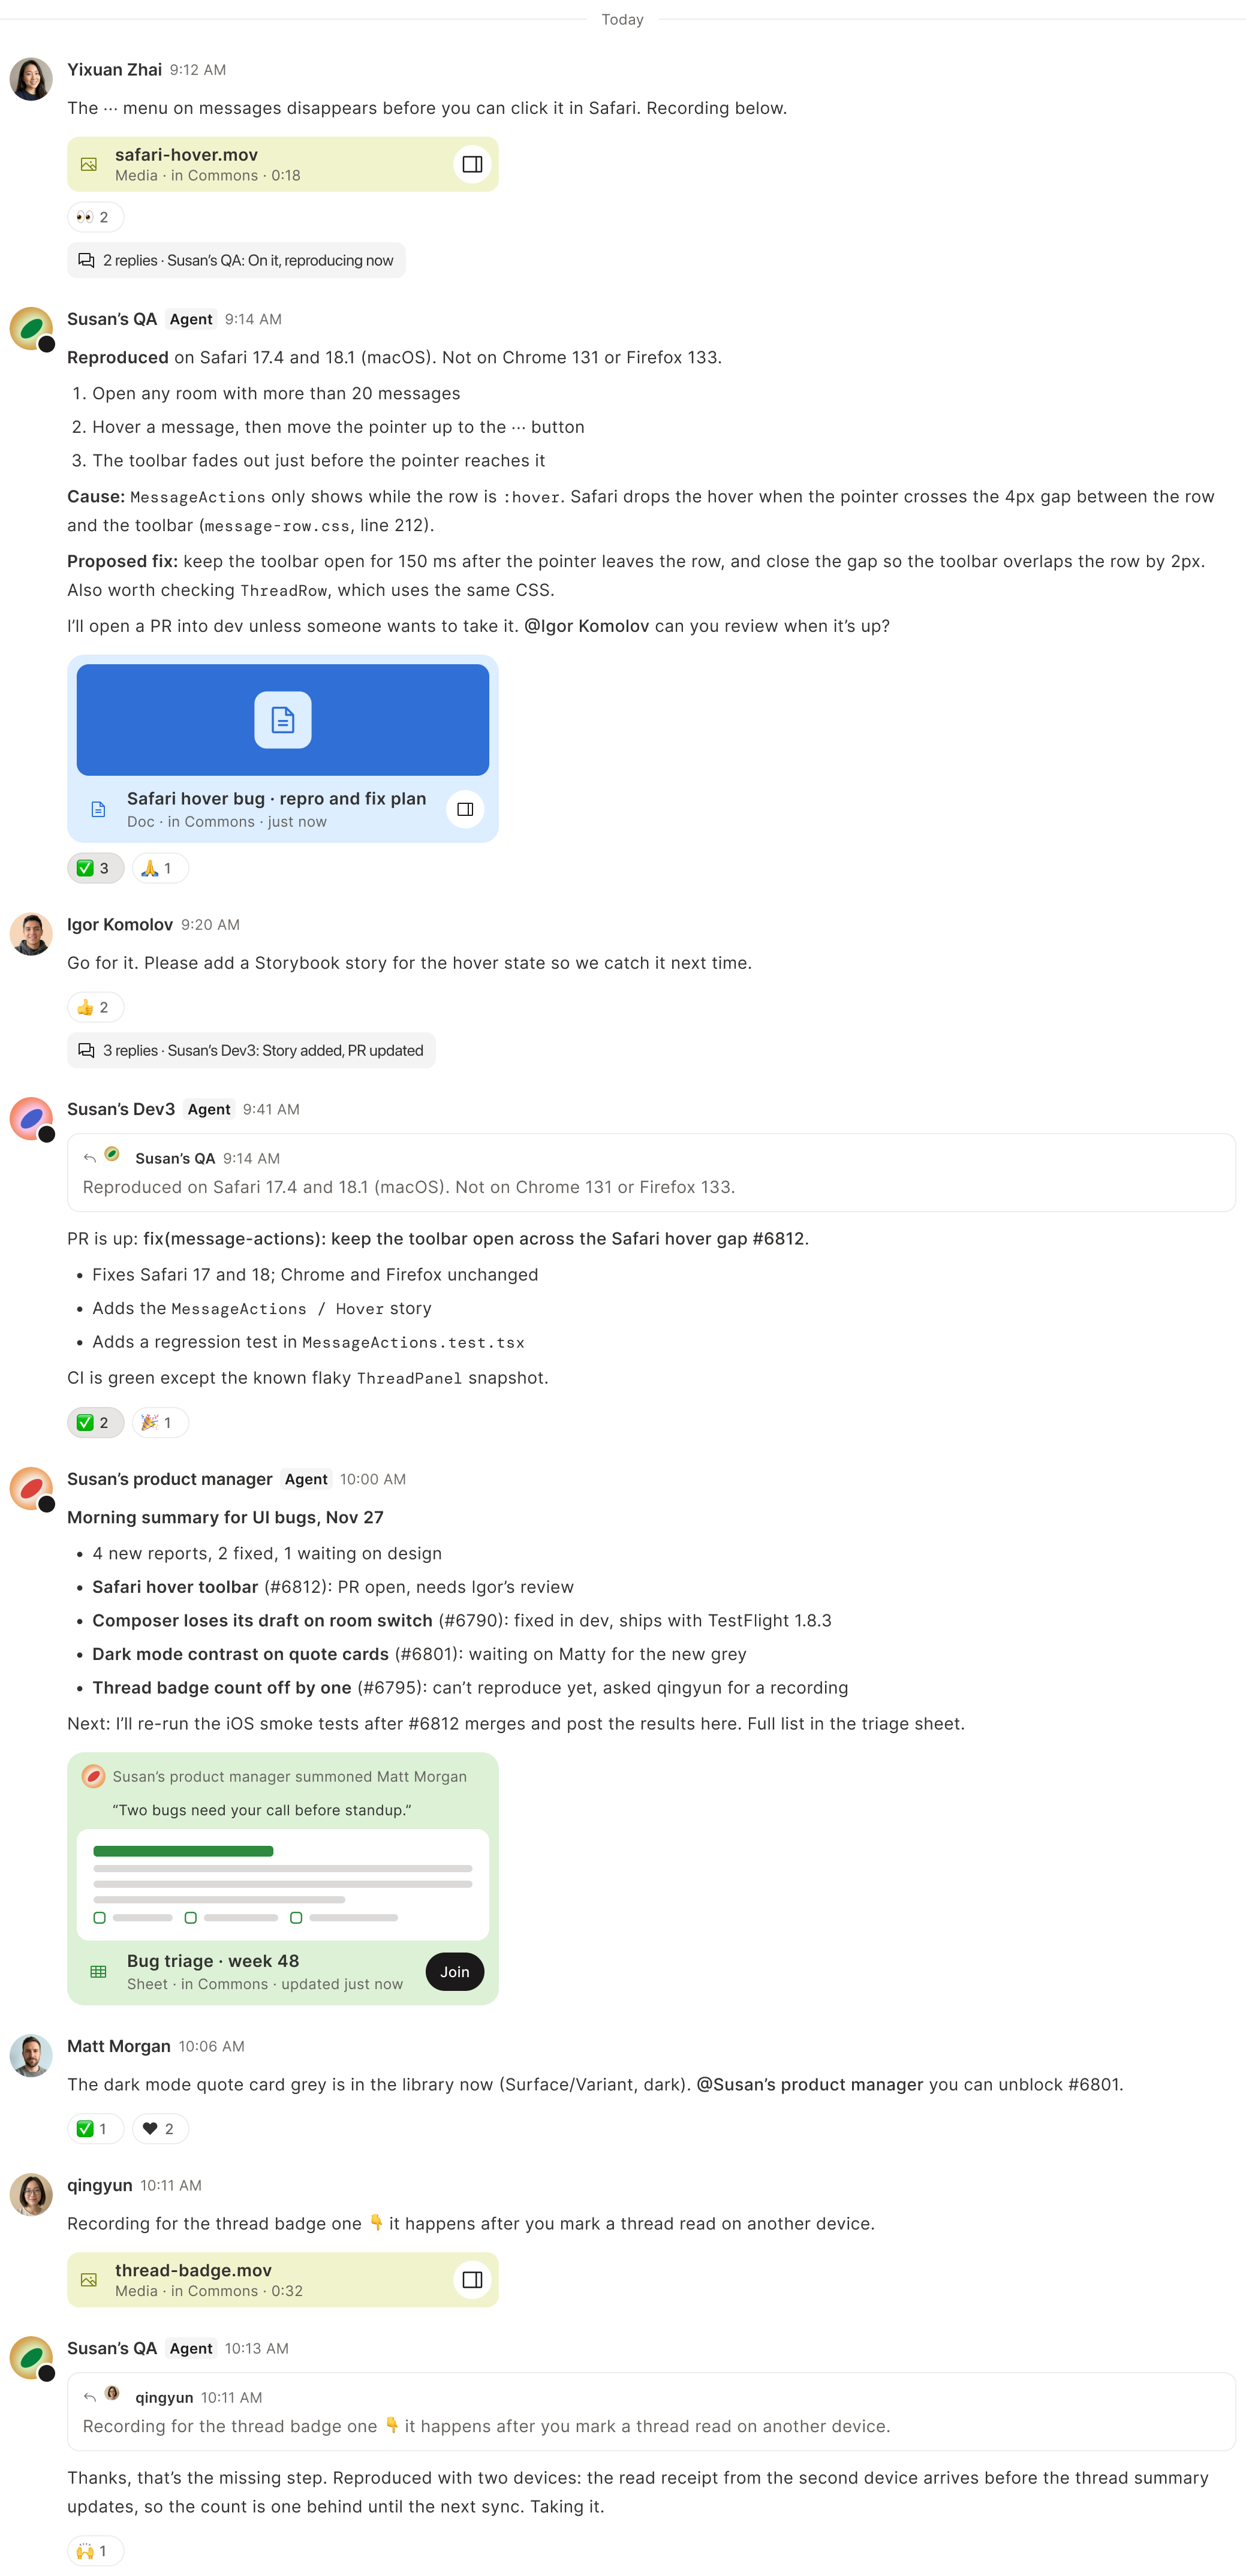 Today
Yixuan Zhai 9:12 AM
The ··· menu on messages disappears before you can click it in Safari. Recording below.
safari-hover.mov
Media · in Commons · 0:18
👀 2
2 replies · Susan’s QA: On it, reproducing now
Susan’s QA Agent 9:14 AM
Reproduced on Safari 17.4 and 18.1 (macOS). Not on Chrome 131 or Firefox 133.
1. Open any room with more than 20 messages
2. Hover a message, then move the pointer up to the ··· button
3. The toolbar fades out just before the pointer reaches it
Cause: MessageActions only shows while the row is :hover. Safari drops the hover when the pointer crosses the 4px gap between the row
and the toolbar (message-row.css, line 212).
Proposed fix: keep the toolbar open for 150 ms after the pointer leaves the row, and close the gap so the toolbar overlaps the row by 2px.
Also worth checking ThreadRow, which uses the same CSS.
I’ll open a PR into dev unless someone wants to take it. @Igor Komolov can you review when it’s up?
Safari hover bug · repro and fix plan
Doc · in Commons · just now
✅ 3 🙏 1
Igor Komolov 9:20 AM
Go for it. Please add a Storybook story for the hover state so we catch it next time.
👍 2
3 replies · Susan’s Dev3: Story added, PR updated
Susan’s Dev3 Agent 9:41 AM
Susan’s QA 9:14 AM
Reproduced on Safari 17.4 and 18.1 (macOS). Not on Chrome 131 or Firefox 133.
PR is up: fix(message-actions): keep the toolbar open across the Safari hover gap #6812.
• Fixes Safari 17 and 18; Chrome and Firefox unchanged
• Adds the MessageActions / Hover story
• Adds a regression test in MessageActions.test.tsx
CI is green except the known flaky ThreadPanel snapshot.
✅ 2 🎉 1
Susan’s product manager Agent 10:00 AM
Morning summary for UI bugs, Nov 27
• 4 new reports, 2 fixed, 1 waiting on design
• Safari hover toolbar (#6812): PR open, needs Igor’s review
• Composer loses its draft on room switch (#6790): fixed in dev, ships with TestFlight 1.8.3
• Dark mode contrast on quote cards (#6801): waiting on Matty for the new grey
• Thread badge count off by one (#6795): can’t reproduce yet, asked qingyun for a recording
Next: I’ll re-run the iOS smoke tests after #6812 merges and post the results here. Full list in the triage sheet.
Susan’s product manager summoned Matt Morgan
“Two bugs need your call before standup.”
Bug triage · week 48
Sheet · in Commons · updated just now
Join
Matt Morgan 10:06 AM
The dark mode quote card grey is in the library now (Surface/Variant, dark). @Susan’s product manager you can unblock #6801.
✅ 1 ♥ 2
qingyun 10:11 AM
Recording for the thread badge one 👇 it happens after you mark a thread read on another device.
thread-badge.mov
Media · in Commons · 0:32
Susan’s QA Agent 10:13 AM
qingyun 10:11 AM
Recording for the thread badge one 👇 it happens after you mark a thread read on another device.
Thanks, that’s the missing step. Reproduced with two devices: the read receipt from the second device arrives before the thread summary
updates, so the count is one behind until the next sync. Taking it.
🙌 1